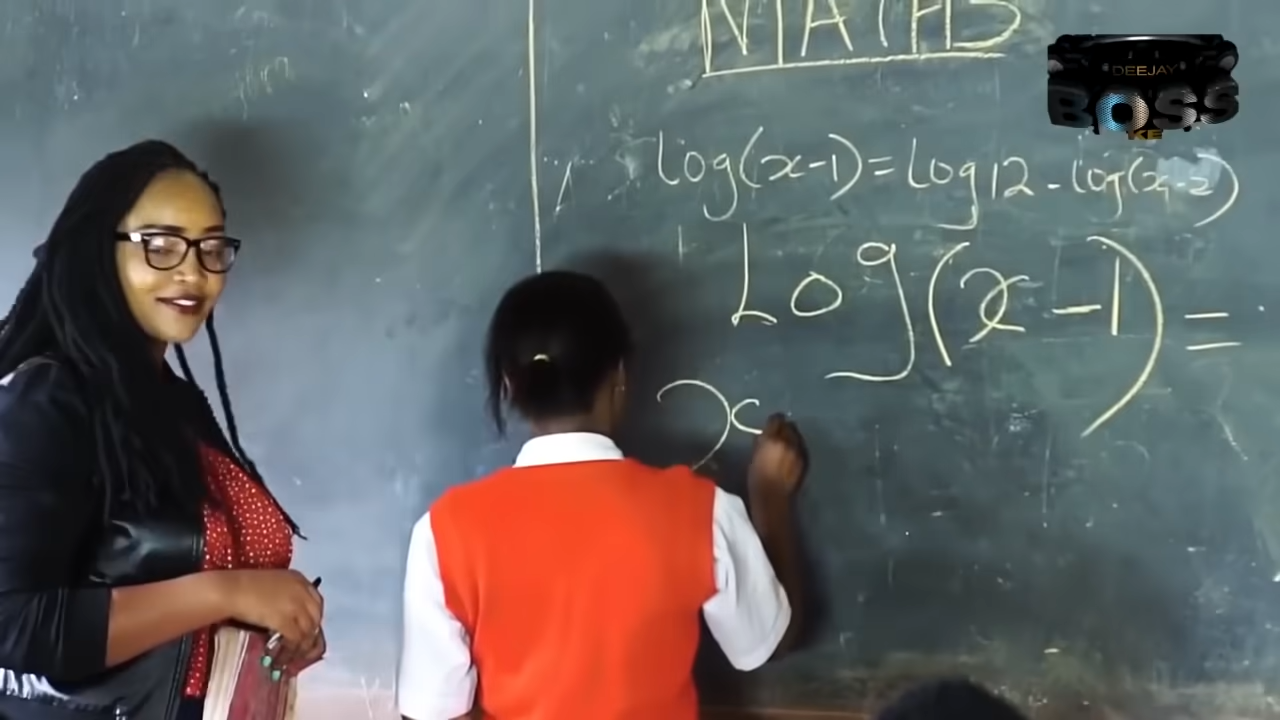 MATHS
DEEJAY
BOSS
KE
log(x-1)=log12-log(x-2)
Log(x-1)=
x